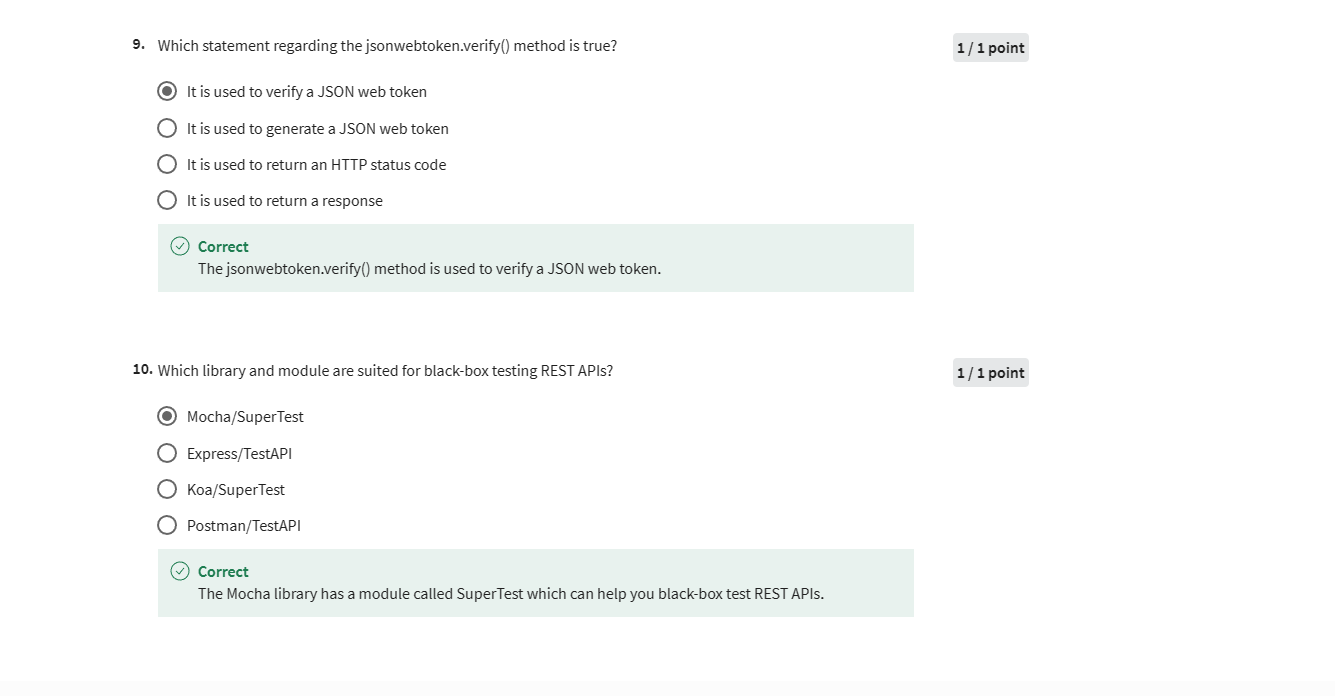 9. Which statement regarding the jsonwebtoken.verify() method is true?
1 / 1 point
It is used to verify a JSON web token
It is used to generate a JSON web token
It is used to return an HTTP status code
It is used to return a response
Correct
The jsonwebtoken.verify() method is used to verify a JSON web token.
10. Which library and module are suited for black-box testing REST APIs?
1 / 1 point
Mocha/SuperTest
Express/TestAPI
Koa/SuperTest
Postman/TestAPI
Correct
The Mocha library has a module called SuperTest which can help you black-box test REST APIs.